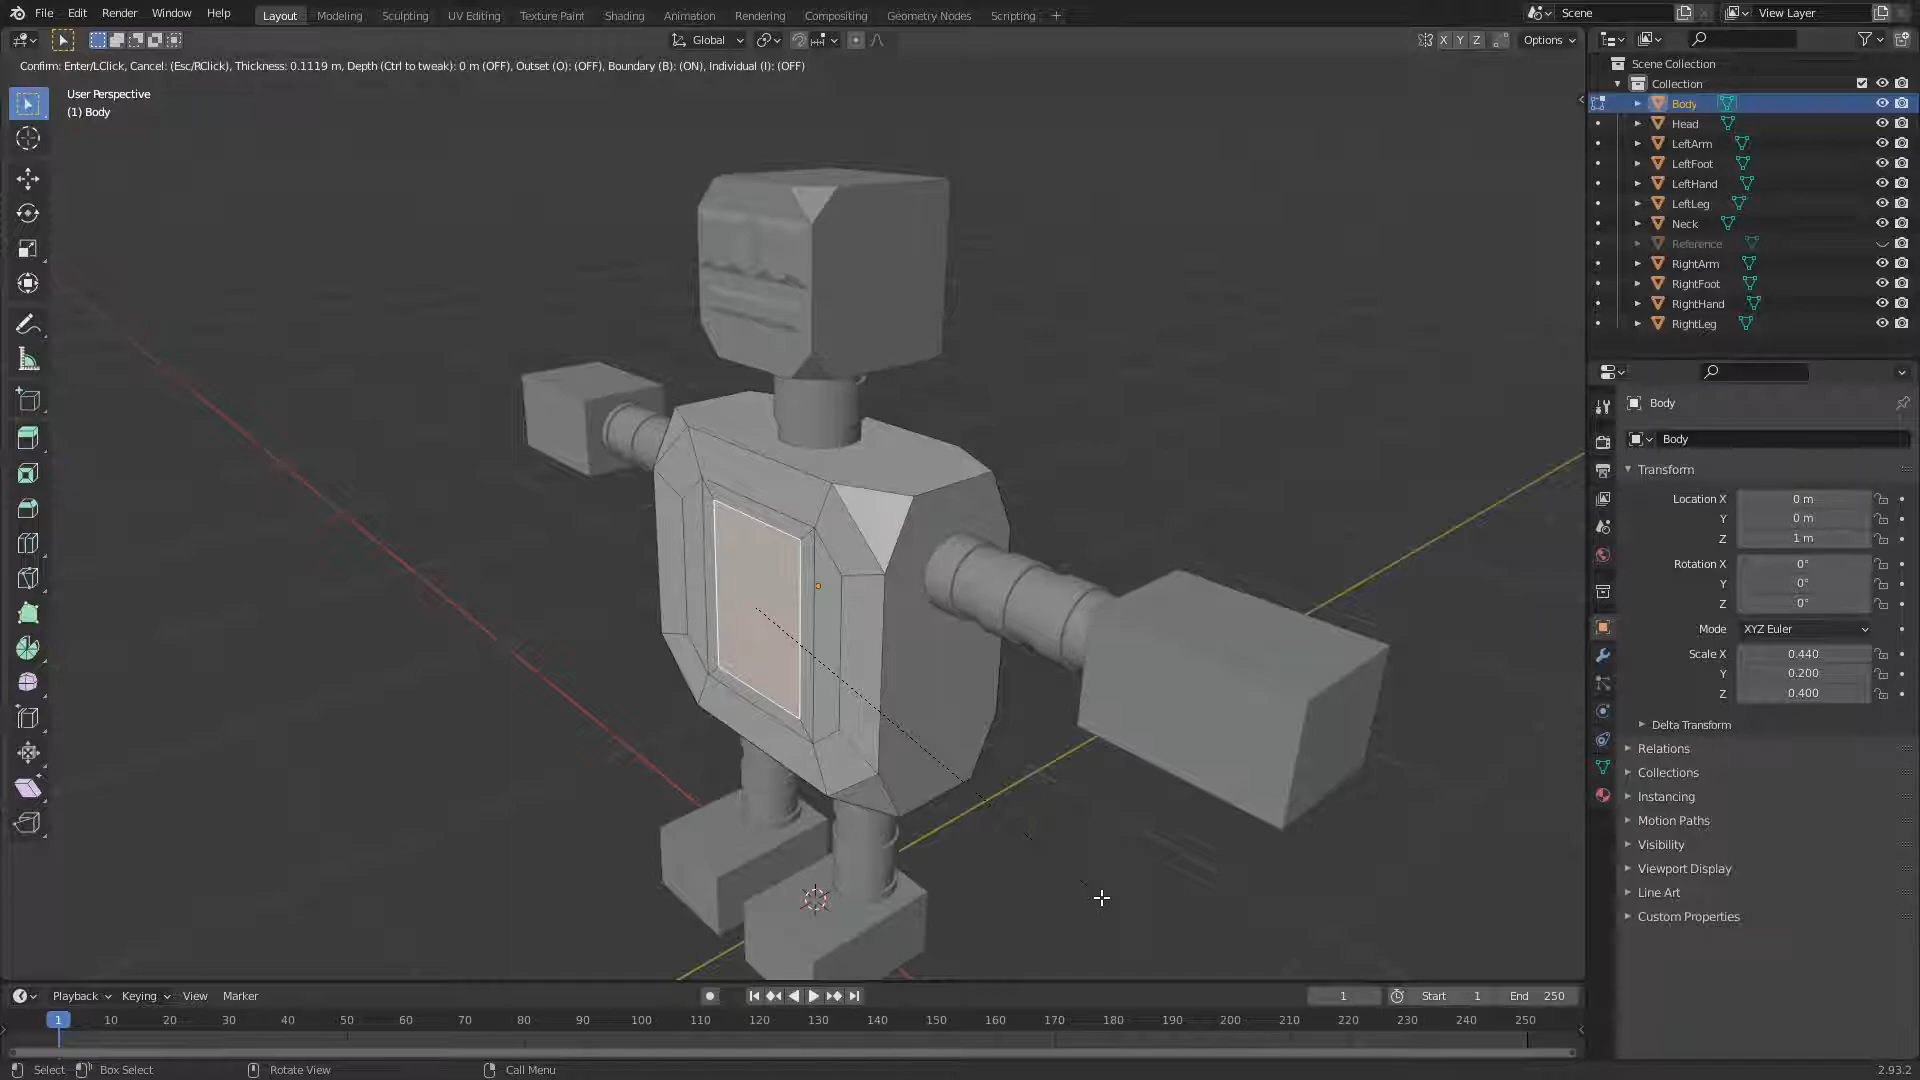 File Edit Render Window Help Layout Modeling Sculpting UV Editing Texture Paint Shading Animation Rendering Compositing Geometry Nodes Scripting + Scene View Layer
Global X Y Z Options
Confirm: Enter/LClick, Cancel: (Esc/RClick), Thickness: 0.1119 m, Depth (Ctrl to tweak): 0 m (OFF), Outset (O): (OFF), Boundary (B): (ON), Individual (I): (OFF)
User Perspective
(1) Body
Scene Collection
Collection
Body
Head
LeftArm
LeftFoot
LeftHand
LeftLeg
Neck
Reference
RightArm
RightFoot
RightHand
RightLeg
Body
Body
Transform
Location X 0 m
Y 0 m
Z 1 m
Rotation X 0°
Y 0°
Z 0°
Mode XYZ Euler
Scale X 0.440
Y 0.200
Z 0.400
Delta Transform
Relations
Collections
Instancing
Motion Paths
Visibility
Viewport Display
Line Art
Custom Properties
Playback Keying View Marker 1 Start 1 End 250
1 10 20 30 40 50 60 70 80 90 100 110 120 130 140 150 160 170 180 190 200 210 220 230 240 250
Select Box Select Rotate View Call Menu 2.93.2